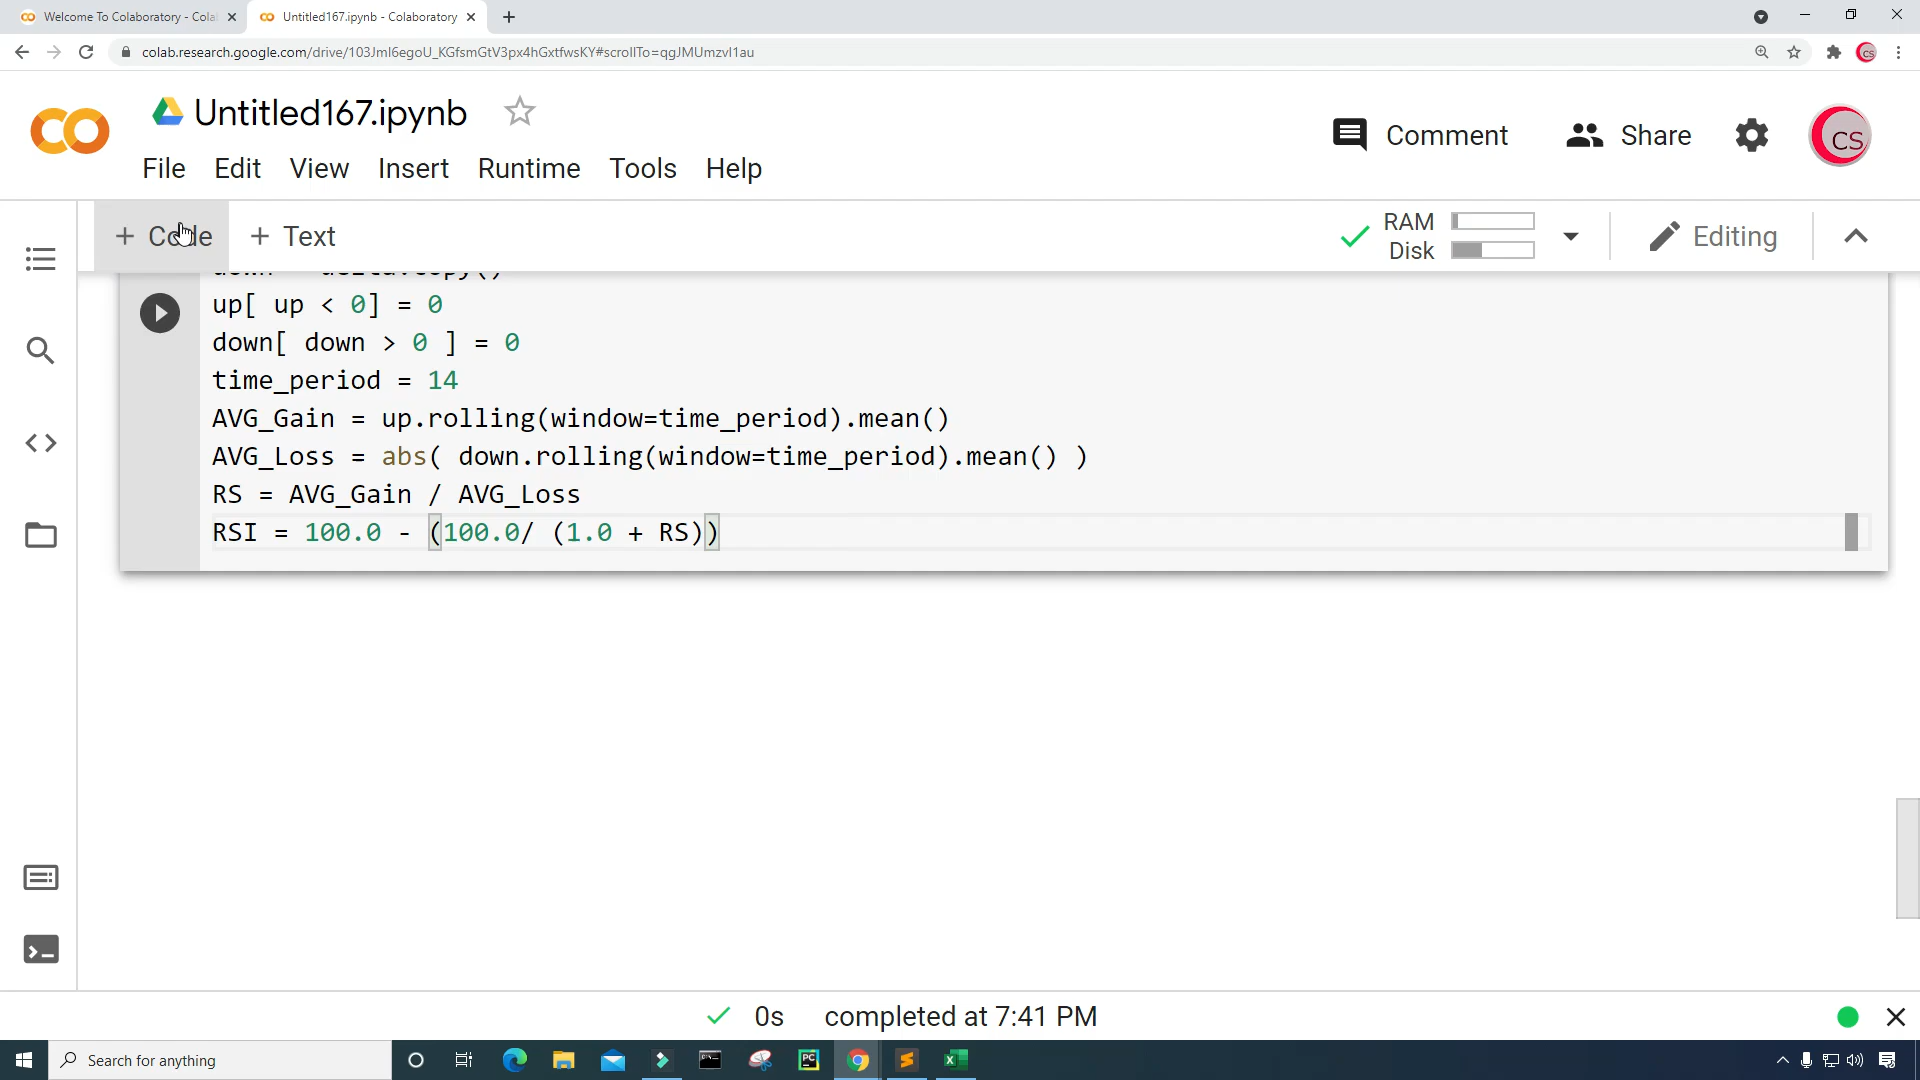 Welcome To Colaboratory - Cola
Untitled167.ipynb - Colaboratory
colab.research.google.com/drive/103JmI6egoU_KGfsmGtV3px4hGxtfwsKY#scrollTo=qgJMUmzvI1au
Untitled167.ipynb
Comment
Share
CS
File Edit View Insert Runtime Tools Help
+ Code + Text
RAM
Disk
Editing
up[ up < 0] = 0
down[ down > 0 ] = 0
time_period = 14
AVG_Gain = up.rolling(window=time_period).mean()
AVG_Loss = abs( down.rolling(window=time_period).mean() )
RS = AVG_Gain / AVG_Loss
RSI = 100.0 - (100.0/ (1.0 + RS))
0s completed at 7:41 PM
Search for anything